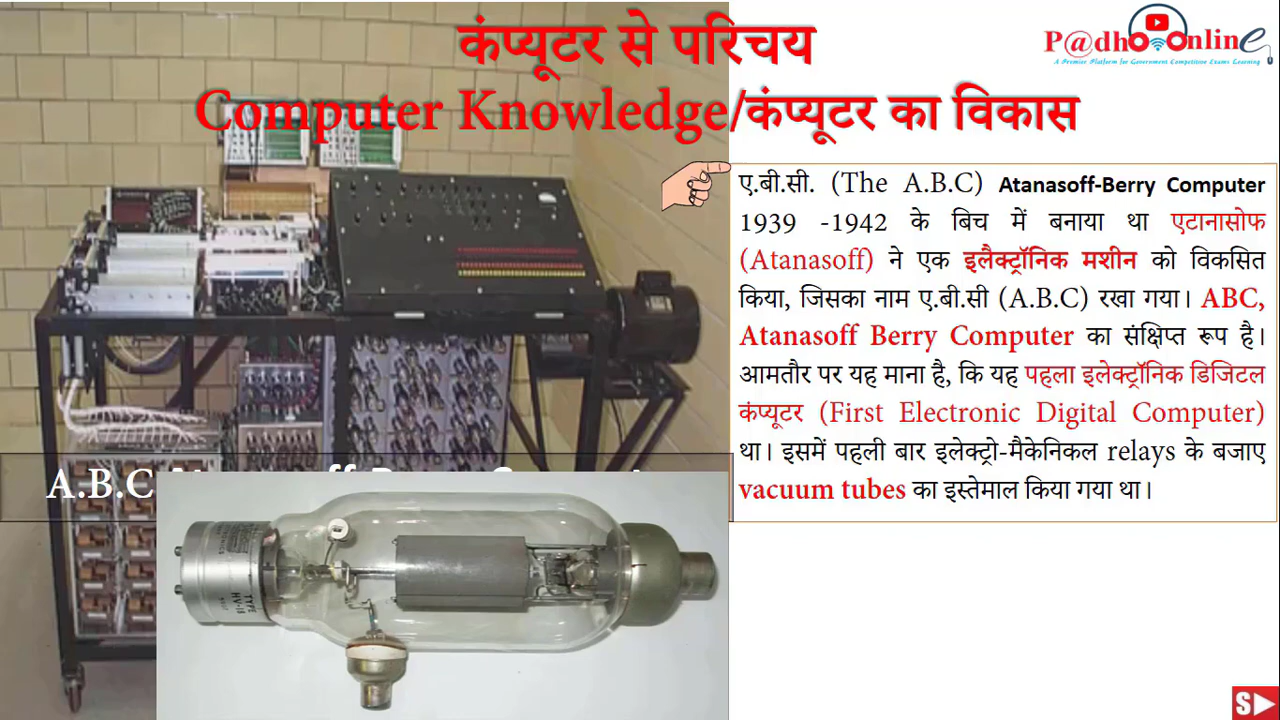 कंप्यूटर से परिचय
Computer Knowledge/कंप्यूटर का विकास
P@dhO OnlinE
A Premier Platform for Government Competitive Exams Learning
ए.बी.सी. (The A.B.C) Atanasoff-Berry Computer
1939 -1942 के बिच में बनाया था एटानासोफ
(Atanasoff) ने एक इलैक्ट्रॉनिक मशीन को विकसित
किया, जिसका नाम ए.बी.सी (A.B.C) रखा गया। ABC,
Atanasoff Berry Computer का संक्षिप्त रूप है।
आमतौर पर यह माना है, कि यह पहला इलेक्ट्रॉनिक डिजिटल
कंप्यूटर (First Electronic Digital Computer)
था। इसमें पहली बार इलेक्ट्रो-मैकेनिकल relays के बजाए
vacuum tubes का इस्तेमाल किया गया था।
A.B.C
TYPE
HV-18
S